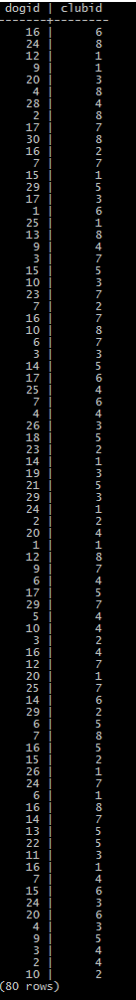 dogid | clubid
-------+--------
16 | 6
24 | 8
12 | 1
9 | 1
20 | 3
4 | 8
28 | 4
2 | 8
17 | 7
30 | 8
16 | 2
7 | 7
15 | 1
29 | 5
17 | 3
1 | 6
25 | 1
13 | 8
9 | 4
3 | 7
15 | 5
10 | 3
23 | 7
7 | 2
16 | 7
10 | 8
6 | 7
3 | 3
14 | 5
17 | 6
25 | 4
7 | 6
4 | 4
26 | 3
18 | 5
23 | 2
14 | 1
19 | 3
21 | 5
29 | 3
24 | 1
2 | 2
20 | 4
1 | 1
12 | 8
9 | 7
6 | 4
17 | 5
29 | 7
5 | 4
10 | 4
3 | 2
16 | 4
12 | 7
20 | 1
25 | 7
14 | 6
29 | 2
6 | 5
7 | 8
16 | 5
15 | 2
26 | 1
24 | 7
6 | 1
16 | 8
14 | 7
13 | 5
22 | 5
11 | 3
16 | 1
7 | 4
15 | 6
24 | 3
20 | 6
4 | 3
9 | 5
3 | 4
2 | 4
10 | 2
(80 rows)